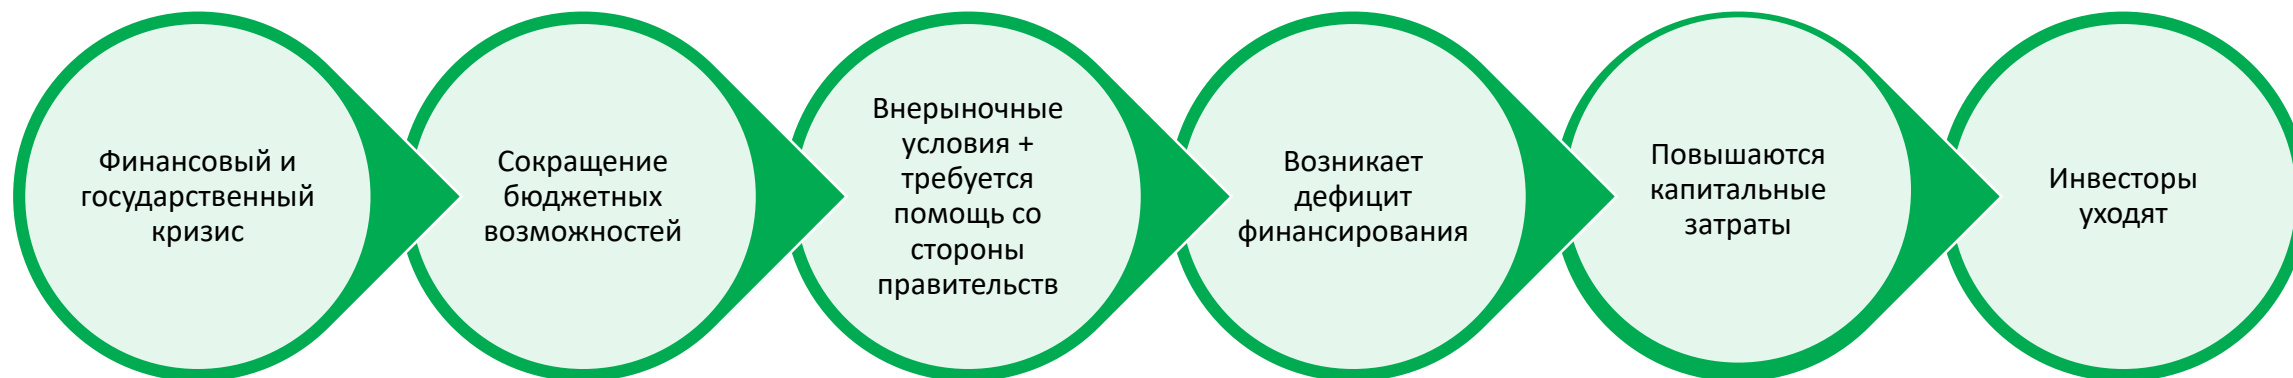 Финансовый и
государственный
кризис
Сокращение
бюджетных
возможностей
Внерыночные
условия +
требуется
помощь со
стороны
правительств
Возникает
дефицит
финансирования
Повышаются
капитальные
затраты
Инвесторы
уходят